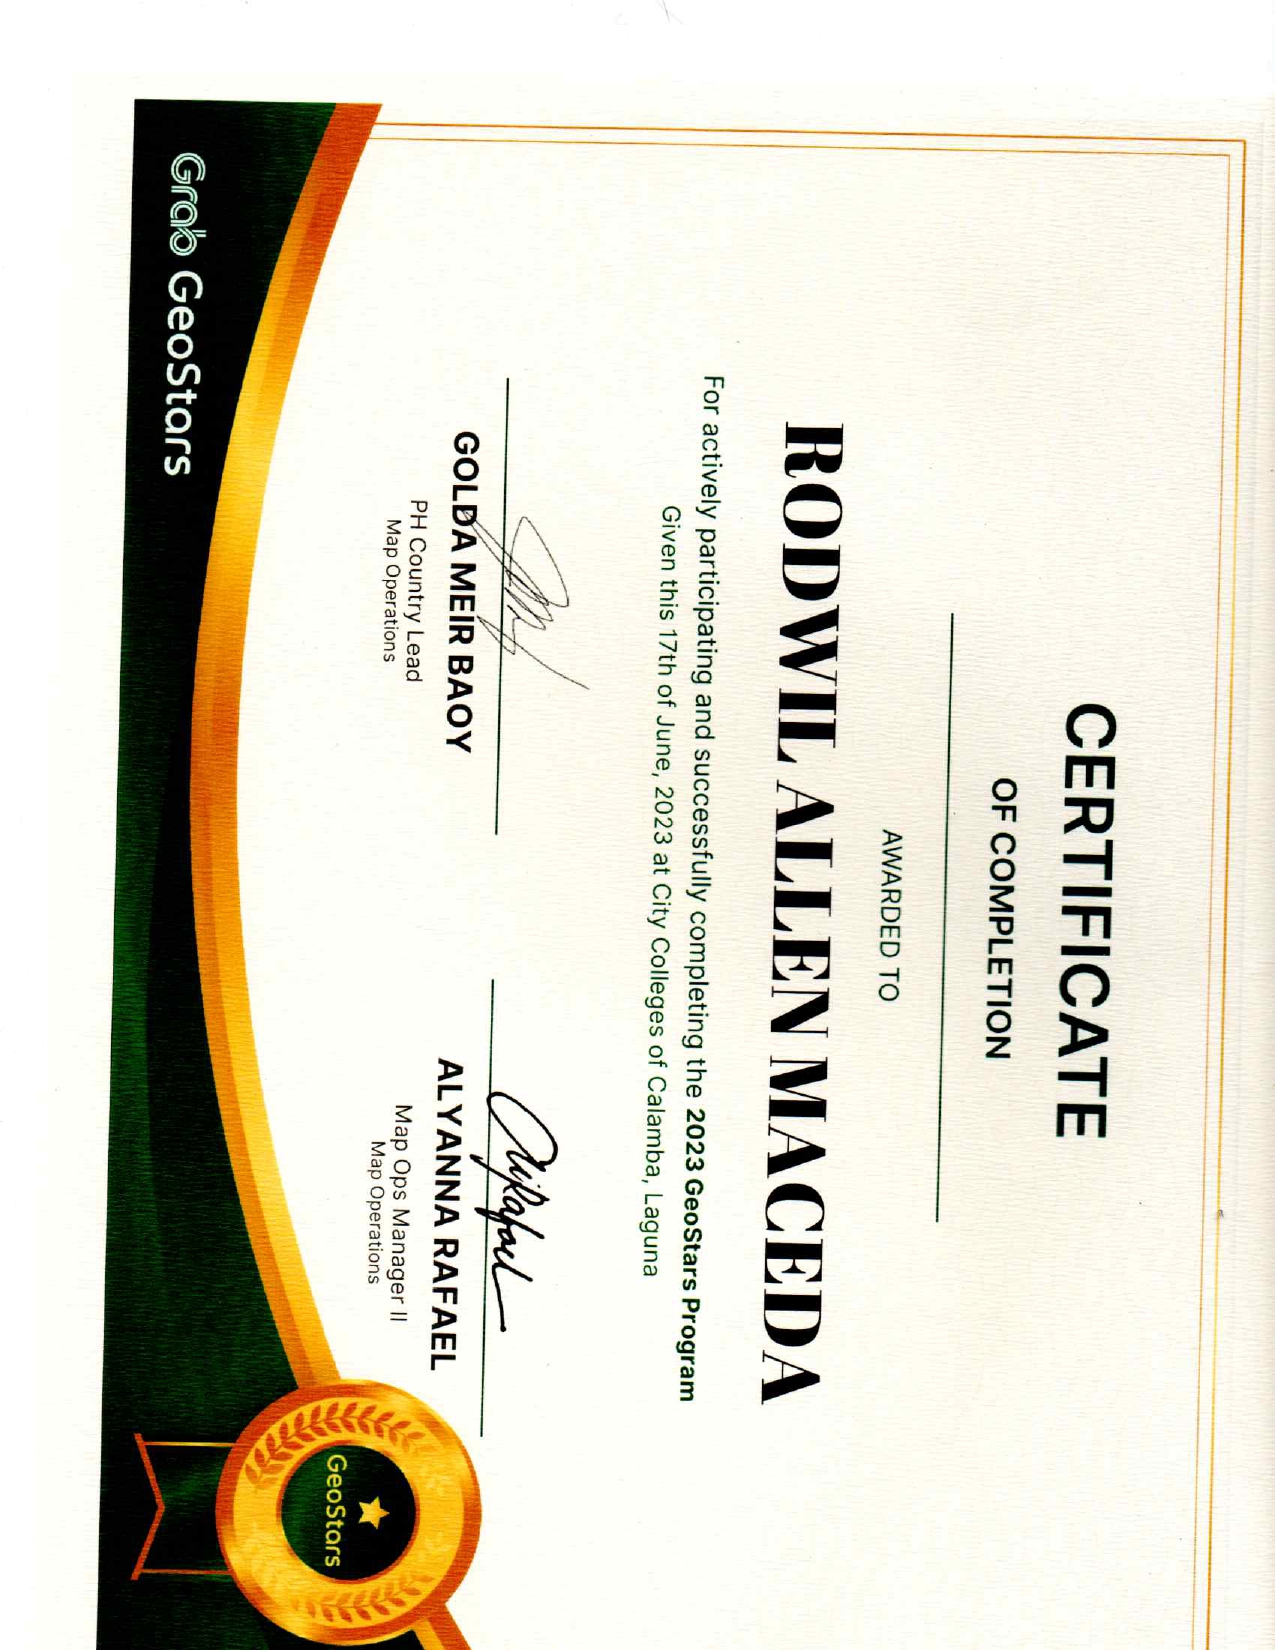 CERTIFICATE
OF COMPLETION
AWARDED TO
RODWIL ALLEN MACEDA
For actively participating and successfully completing the 2023 GeoStars Program
Given this 17th of June, 2023 at City Colleges of Calamba, Laguna
GOLDA MEIR BAOY
PH Country Lead
Map Operations
AliRafael
ALYANNA RAFAEL
Map Ops Manager II
Map Operations
GeoStars
Grab GeoStars